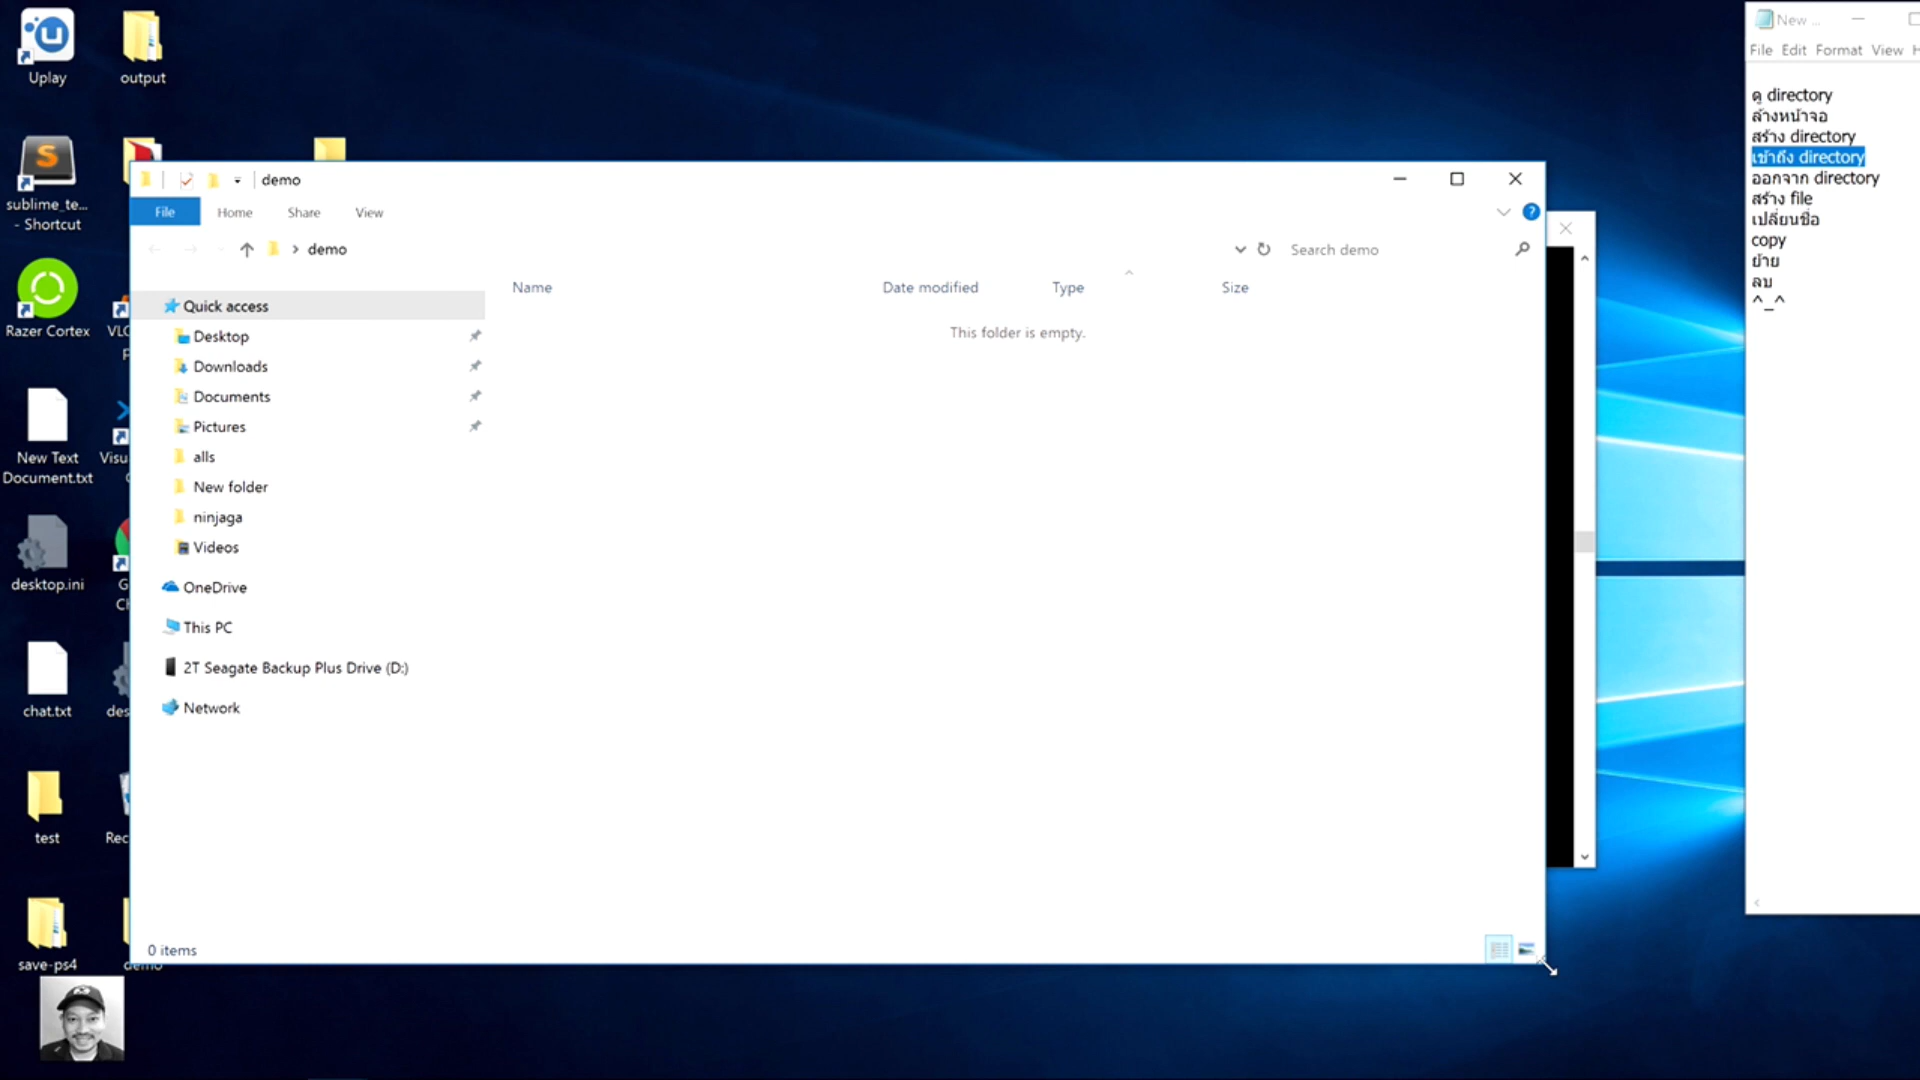 Uplay
output
sublime_te...
- Shortcut
Razer Cortex
VLC
New Text
Document.txt
Visu
desktop.ini
chat.txt
test
save-ps4
demo
demo
File
Home
Share
View
demo
Search demo
Name
Date modified
Type
Size
This folder is empty.
Quick access
Desktop
Downloads
Documents
Pictures
alls
New folder
ninjaga
Videos
OneDrive
This PC
2T Seagate Backup Plus Drive (D:)
Network
0 items
New ...
File Edit Format View H
ดู directory
ล้างหน้าจอ
สร้าง directory
เข้าถึง directory
ออกจาก directory
สร้าง file
เปลี่ยนชื่อ
copy
ย้าย
ลบ
^_^